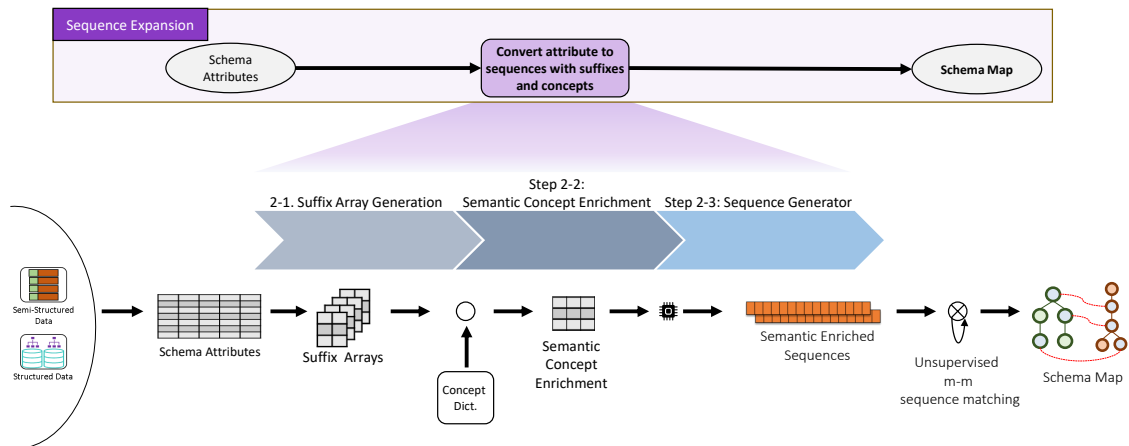 Sequence Expansion
Schema
Attributes
Convert attribute to
sequences with suffixes
and concepts
Schema Map
2-1. Suffix Array Generation
Step 2-2:
Semantic Concept Enrichment
Step 2-3: Sequence Generator
Semi-Structured
Data
Structured Data
Schema Attributes
Suffix Arrays
Concept
Dict.
Semantic
Concept
Enrichment
Semantic Enriched
Sequences
Unsupervised
m-m
sequence matching
Schema Map